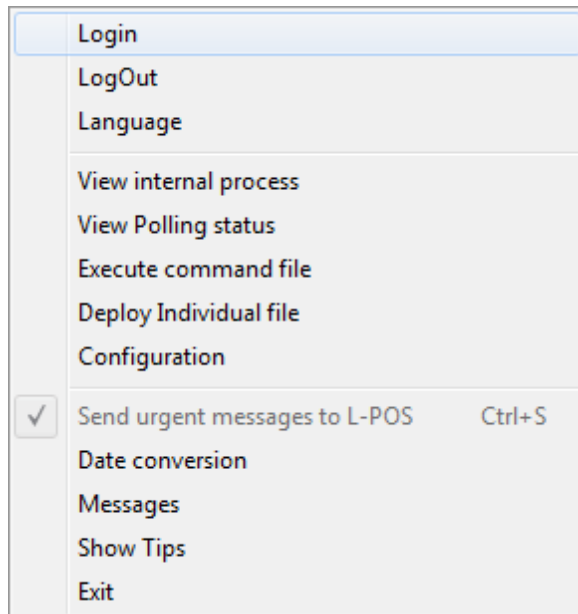 Login
LogOut
Language
View internal process
View Polling status
Execute command file
Deploy Individual file
Configuration
Send urgent messages to L-POS Ctrl+S
Date conversion
Messages
Show Tips
Exit